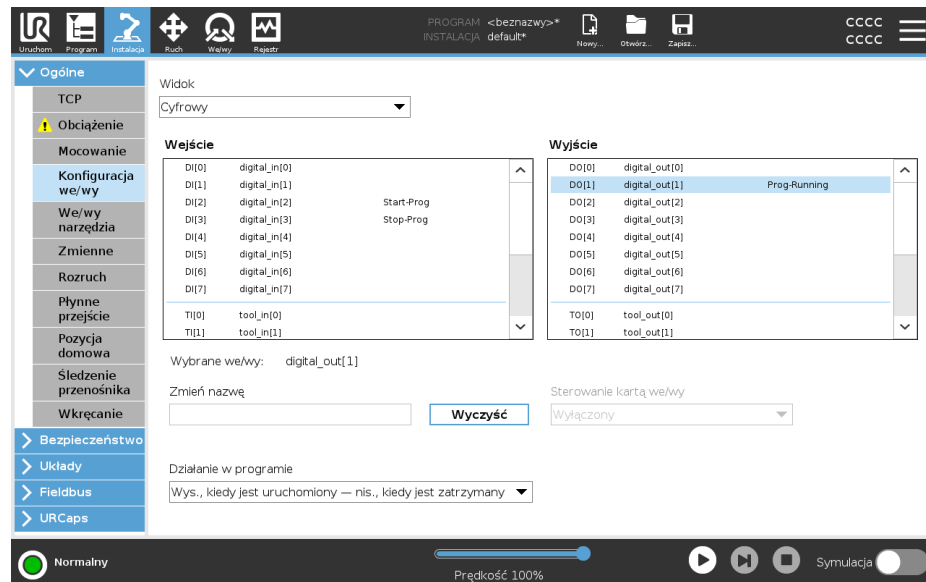 UR
PROGRAM <beznazwy>*
INSTALACJA default*
CCCC
CCCC
Uruchom Program Instalacja Ruch We/wy Rejestr Nowy... Otwórz... Zapisz...
Ogólne
TCP
Obciążenie
Mocowanie
Konfiguracja
we/wy
We/wy
narzędzia
Zmienne
Rozruch
Płynne
przejście
Pozycja
domowa
Śledzenie
przenośnika
Wkręcanie
Bezpieczeństwo
Układy
Fieldbus
URCaps
Widok
Cyfrowy
Wejście
DI[0] digital_in[0]
DI[1] digital_in[1]
DI[2] digital_in[2] Start-Prog
DI[3] digital_in[3] Stop-Prog
DI[4] digital_in[4]
DI[5] digital_in[5]
DI[6] digital_in[6]
DI[7] digital_in[7]
TI[0] tool_in[0]
TI[1] tool_in[1]
Wyjście
DO[0] digital_out[0]
DO[1] digital_out[1] Prog-Running
DO[2] digital_out[2]
DO[3] digital_out[3]
DO[4] digital_out[4]
DO[5] digital_out[5]
DO[6] digital_out[6]
DO[7] digital_out[7]
TO[0] tool_out[0]
TO[1] tool_out[1]
Wybrane we/wy: digital_out[1]
Zmień nazwę
Wyczyść
Sterowanie kartą we/wy
Wyłączony
Działanie w programie
Wys., kiedy jest uruchomiony — nis., kiedy jest zatrzymany
Normalny
Prędkość 100%
Symulacja